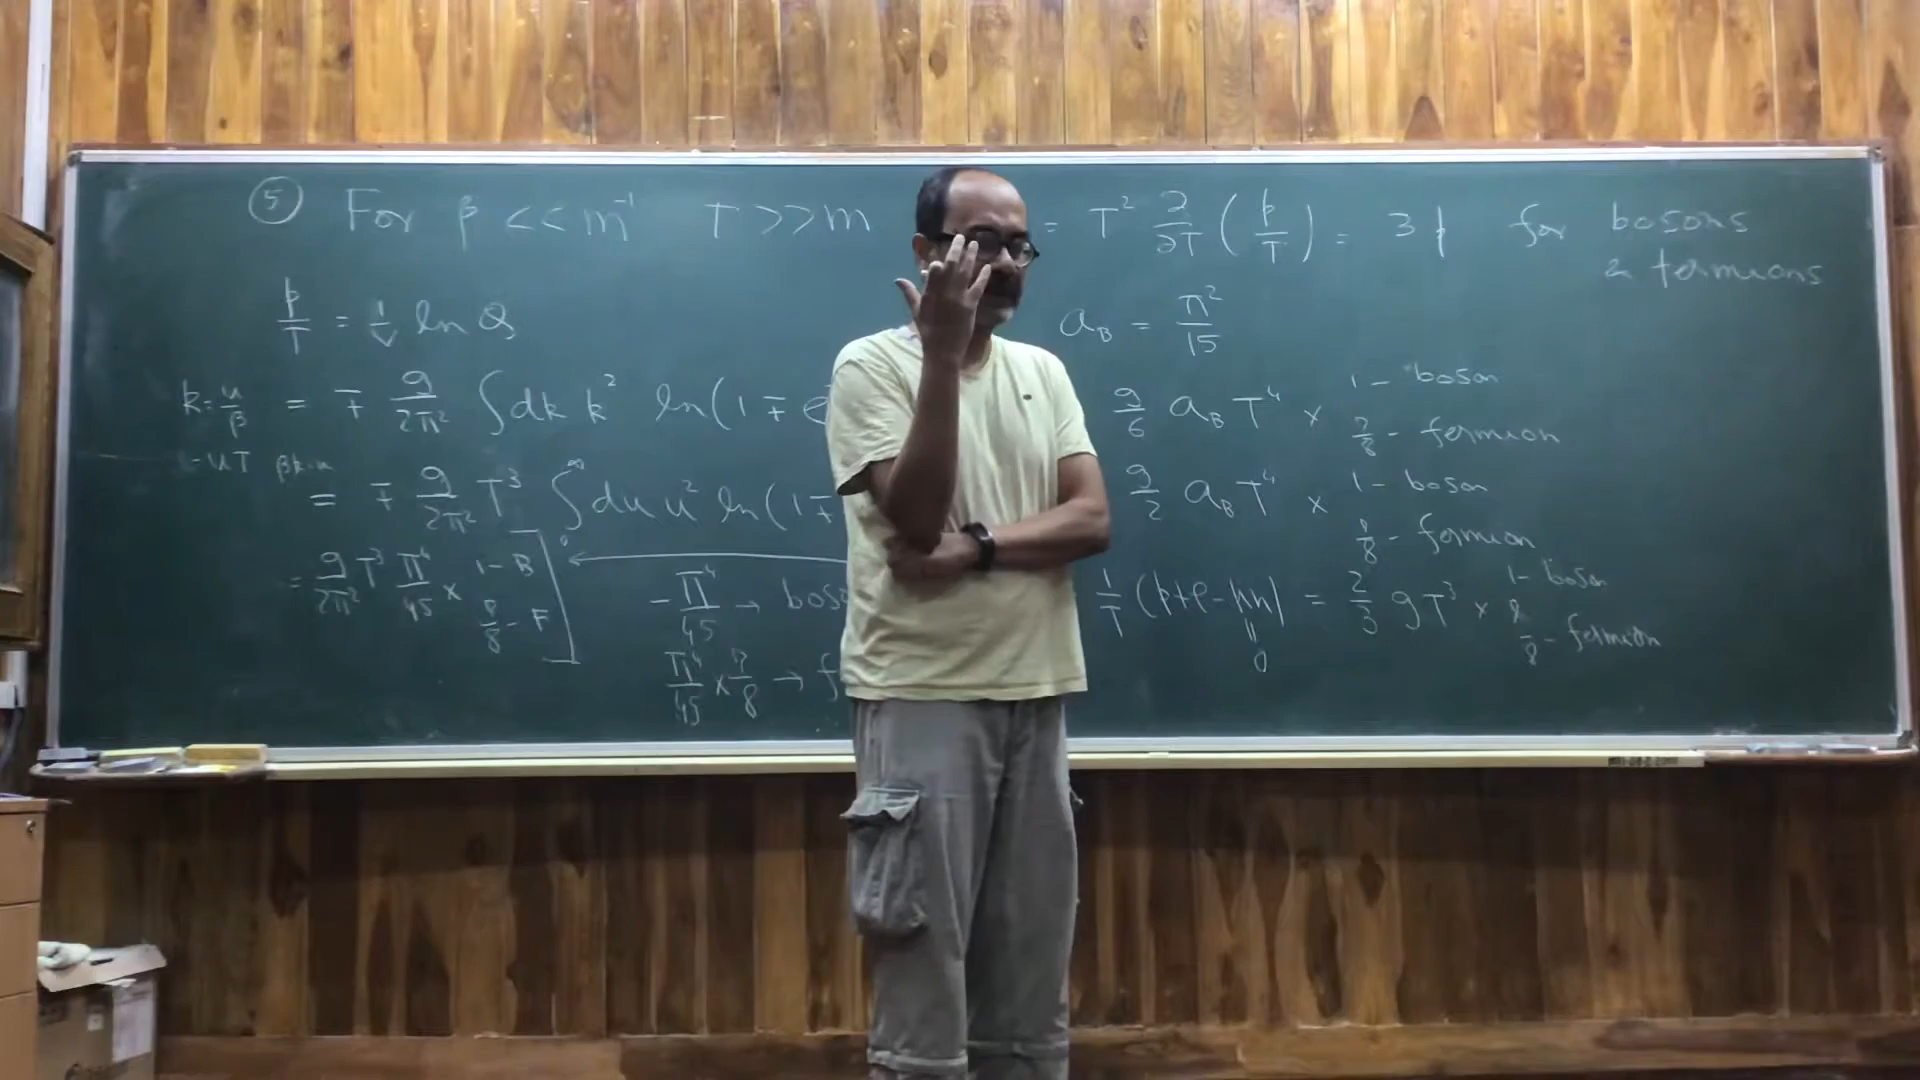 ⑤ For β << m⁻¹ T >> m = T² ∂/∂T (p/T) = 3p for bosons
& fermions
p/T = 1/V ln Q
a_B = π²/15
k = u/β = ∓ g/2π² ∫ dk k² ln(1 ∓ e
g/6 a_B T⁴ × 1 - boson
7/8 - fermion
= uT βk = u
= ∓ g/2π² T³ ∫₀^∞ du u² ln(1 ∓
g/2 a_B T⁴ × 1 - boson
7/8 - fermion
= g/2π² T³ π⁴/45 × 1 - B
7/8 - F
- π⁴/45 → boso
π⁴/45 × 7/8 → f
1/T (p+ρ-μn) = 2/3 g T³ × 1 - boson
7/8 - fermion
= 0